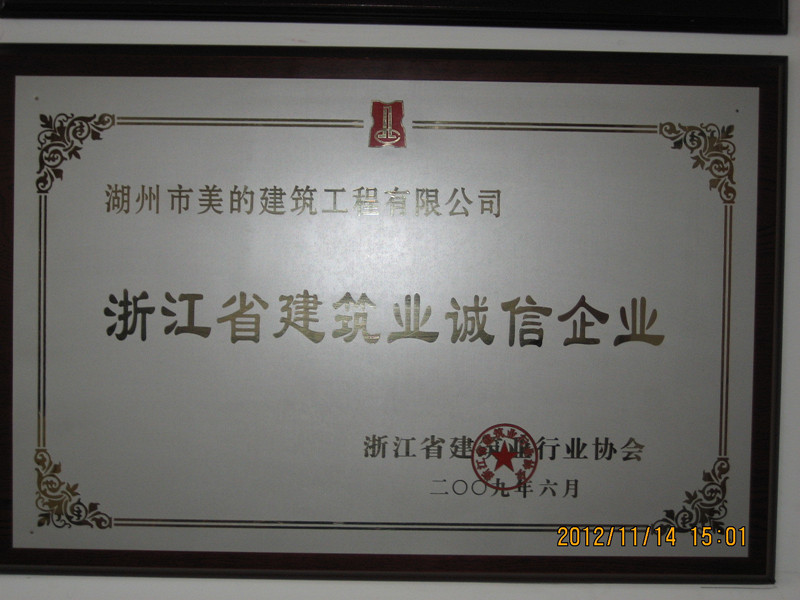 湖州市美的建筑工程有限公司
浙江省建筑业诚信企业
浙江省建筑业行业协会
二〇〇九年六月
2012/11/14 15:01